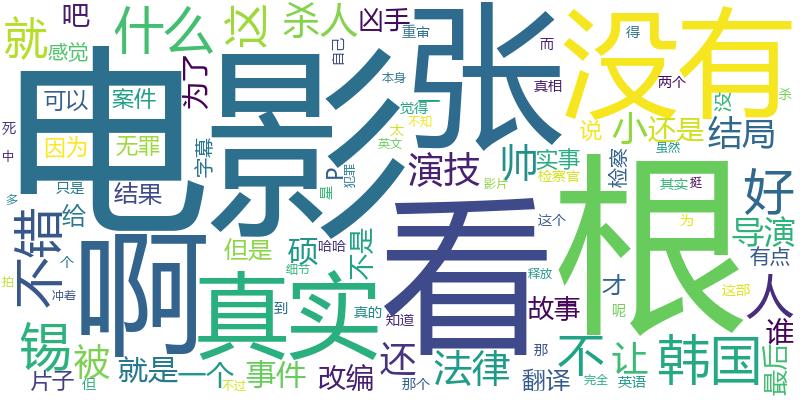 吧
就
什么
这
杀人
凶手
重审
而
得
感觉
自己
张
没有
为了
本身
真相
两个
杀
可以
案件
觉得
一
没
电影
死
因为
无罪
太
不知
说
小
还是
结局
中
字幕
英文
虽然
演技
帅
实事
检察
P
犯罪
星
影片
检察官
其实
挺
只是
结果
多
给
好
不错
啊
看
根
这个
为
导演
但是
硕
哈哈
不是
有点
个
细节
真实
释放
拍
冲着
才
这部
人
到
真的
故事
呢
知道
谁
锡
被
就是
一个
事件
改编
还
法律
那
不
让
韩国
最后
片子
但
不过
那个
翻译
完全
英语